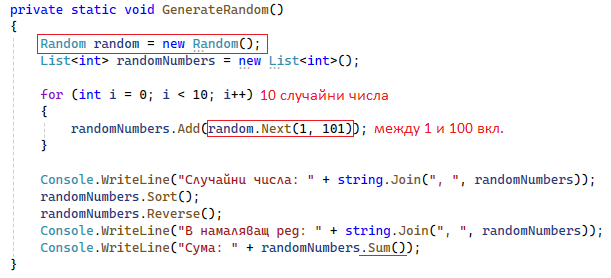 private static void GenerateRandom()
{
Random random = new Random();
List<int> randomNumbers = new List<int>();
for (int i = 0; i < 10; i++) 10 случайни числа
{
randomNumbers.Add(random.Next(1, 101)); между 1 и 100 вкл.
}
Console.WriteLine("Случайни числа: " + string.Join(", ", randomNumbers));
randomNumbers.Sort();
randomNumbers.Reverse();
Console.WriteLine("В намаляващ ред: " + string.Join(", ", randomNumbers));
Console.WriteLine("Сума: " + randomNumbers.Sum());
}